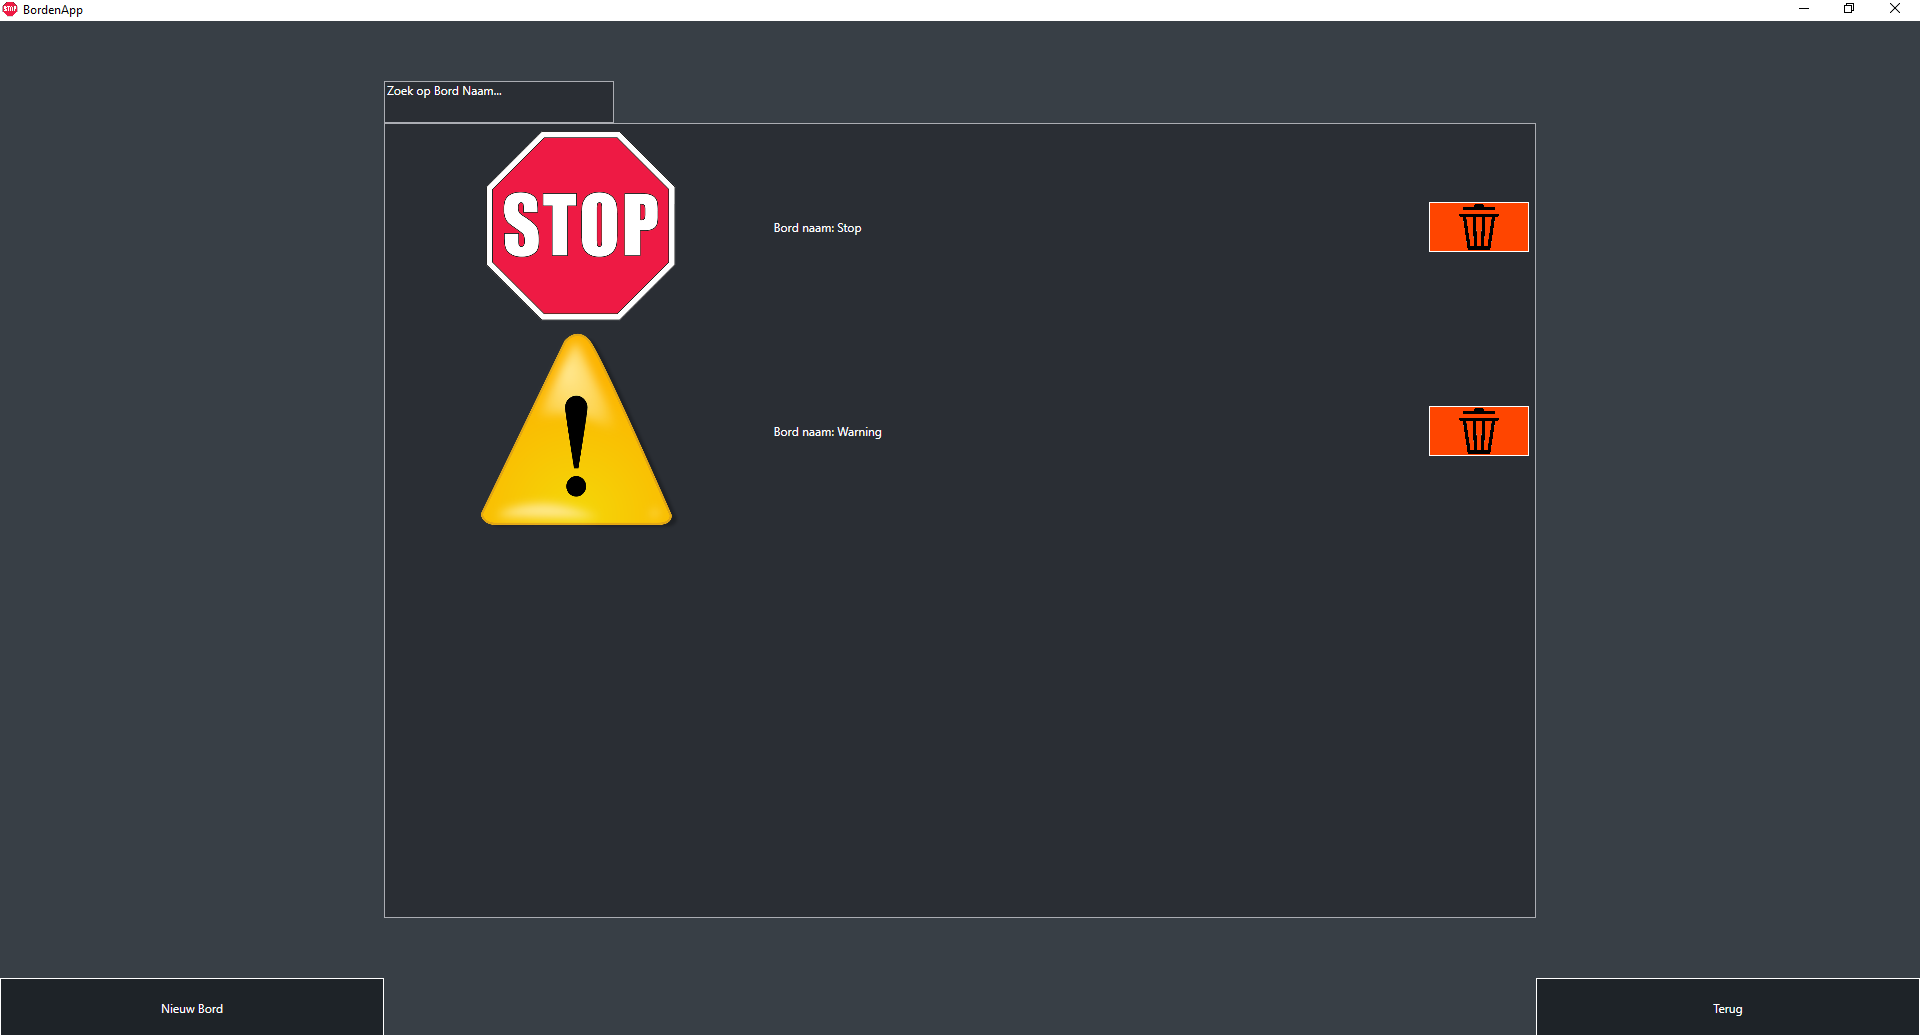 BordenApp
Zoek op Bord Naam...
STOP
Bord naam: Stop
!
Bord naam: Warning
Nieuw Bord
Terug